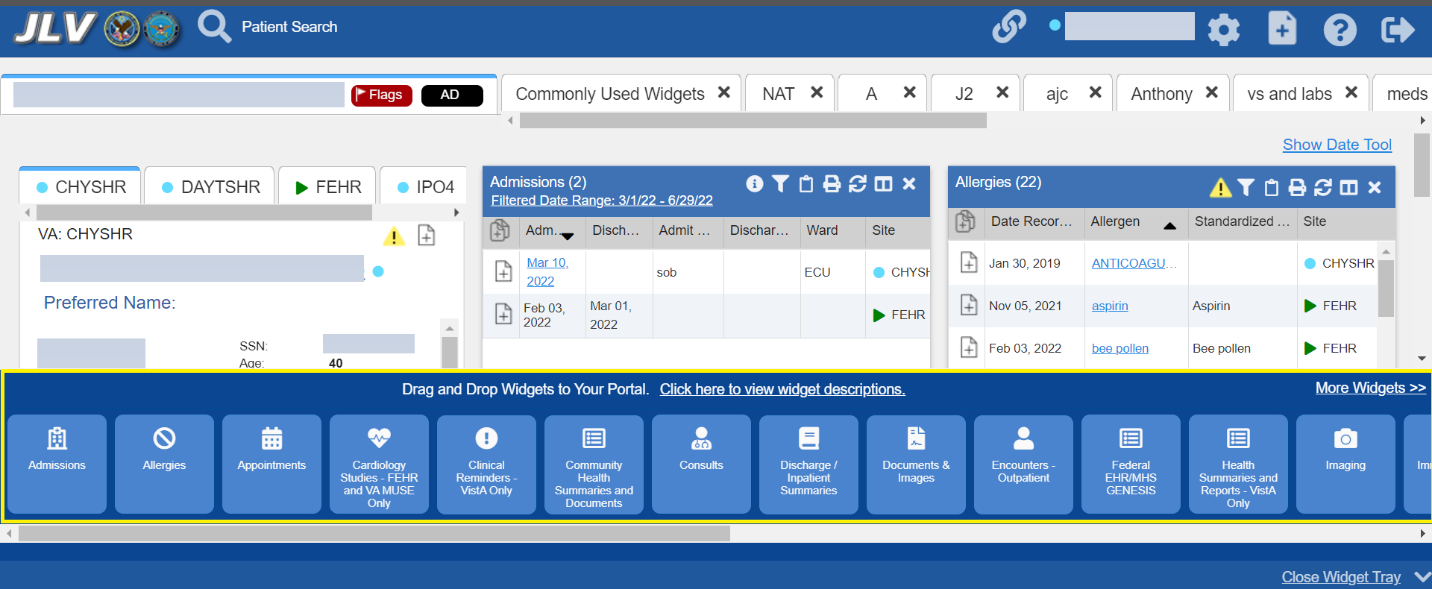 JLV
Patient Search
Flags
AD
Commonly Used Widgets
NAT
A
J2
ajc
Anthony
vs and labs
meds
Show Date Tool
CHYSHR
DAYTSHR
FEHR
IPO4
VA: CHYSHR
Preferred Name:
SSN:
Age: 40
Admissions (2)
Filtered Date Range: 3/1/22 - 6/29/22
Adm... Disch... Admit ... Dischar... Ward Site
Mar 10, 2022 sob ECU CHYSH
Feb 03, 2022 Mar 01, 2022 FEHR
Allergies (22)
Date Recor... Allergen Standardized ... Site
Jan 30, 2019 ANTICOAGU... CHYSHR
Nov 05, 2021 aspirin Aspirin FEHR
Feb 03, 2022 bee pollen Bee pollen FEHR
Drag and Drop Widgets to Your Portal. Click here to view widget descriptions.
More Widgets >>
Admissions
Allergies
Appointments
Cardiology
Studies - FEHR
and VA MUSE
Only
Clinical
Reminders -
VistA Only
Community
Health
Summaries and
Documents
Consults
Discharge /
Inpatient
Summaries
Documents &
Images
Encounters -
Outpatient
Federal
EHR/MHS
GENESIS
Health
Summaries and
Reports - VistA
Only
Imaging
Close Widget Tray